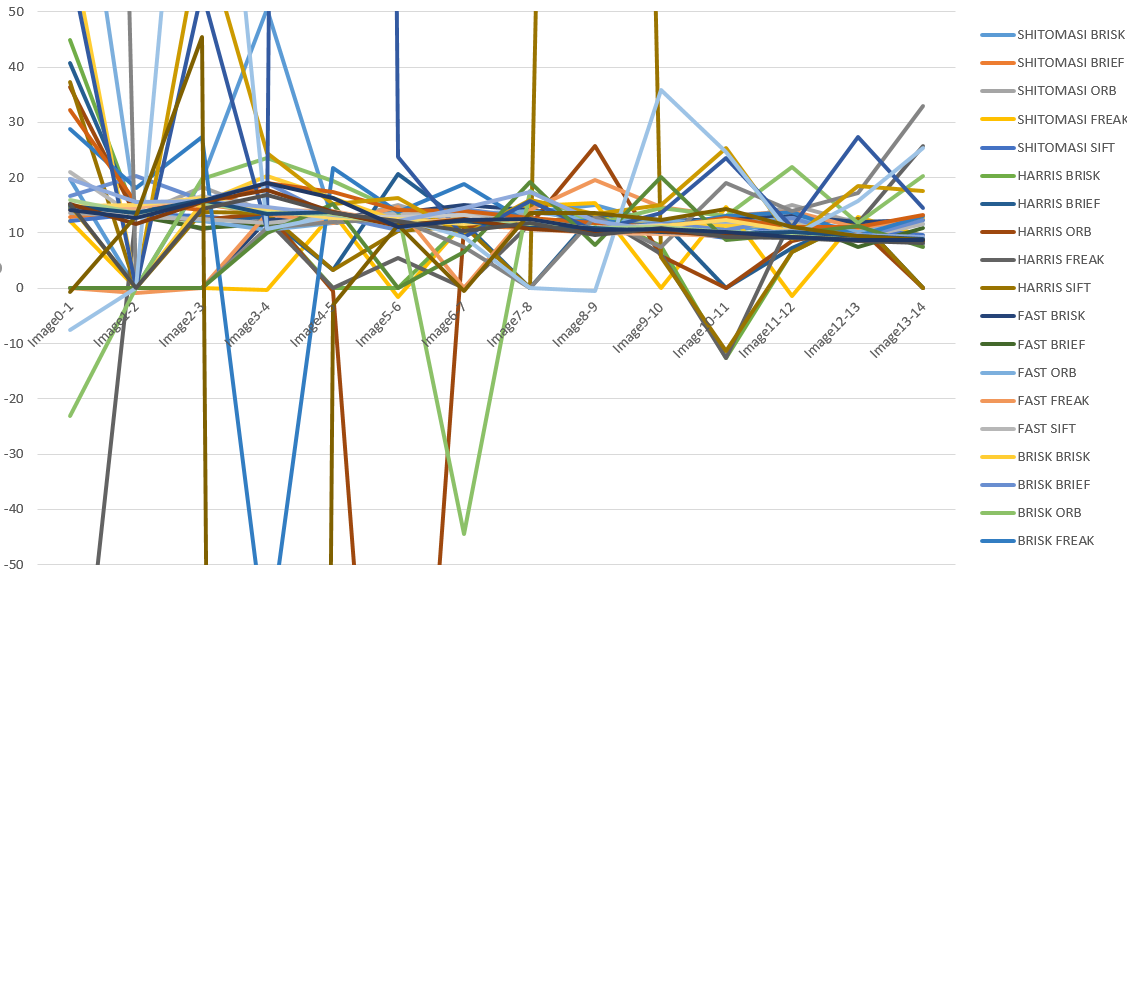 50
40
30
20
10
0
-10
-20
-30
-40
-50
Image0-1
Image1-2
Image2-3
Image3-4
Image4-5
Image5-6
Image6-7
Image7-8
Image8-9
Image9-10
Image10-11
Image11-12
Image12-13
Image13-14
SHITOMASI BRISK
SHITOMASI BRIEF
SHITOMASI ORB
SHITOMASI FREAK
SHITOMASI SIFT
HARRIS BRISK
HARRIS BRIEF
HARRIS ORB
HARRIS FREAK
HARRIS SIFT
FAST BRISK
FAST BRIEF
FAST ORB
FAST FREAK
FAST SIFT
BRISK BRISK
BRISK BRIEF
BRISK ORB
BRISK FREAK